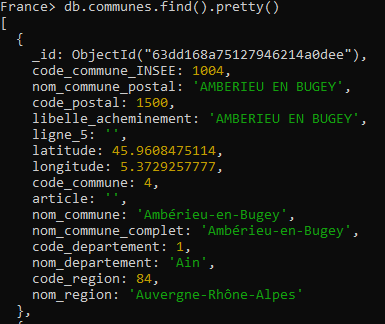 France> db.communes.find().pretty()
[
  {
    _id: ObjectId("63dd168a75127946214a0dee"),
    code_commune_INSEE: 1004,
    nom_commune_postal: 'AMBERIEU EN BUGEY',
    code_postal: 1500,
    libelle_acheminement: 'AMBERIEU EN BUGEY',
    ligne_5: '',
    latitude: 45.9608475114,
    longitude: 5.3729257777,
    code_commune: 4,
    article: '',
    nom_commune: 'Ambérieu-en-Bugey',
    nom_commune_complet: 'Ambérieu-en-Bugey',
    code_departement: 1,
    nom_departement: 'Ain',
    code_region: 84,
    nom_region: 'Auvergne-Rhône-Alpes'
  },